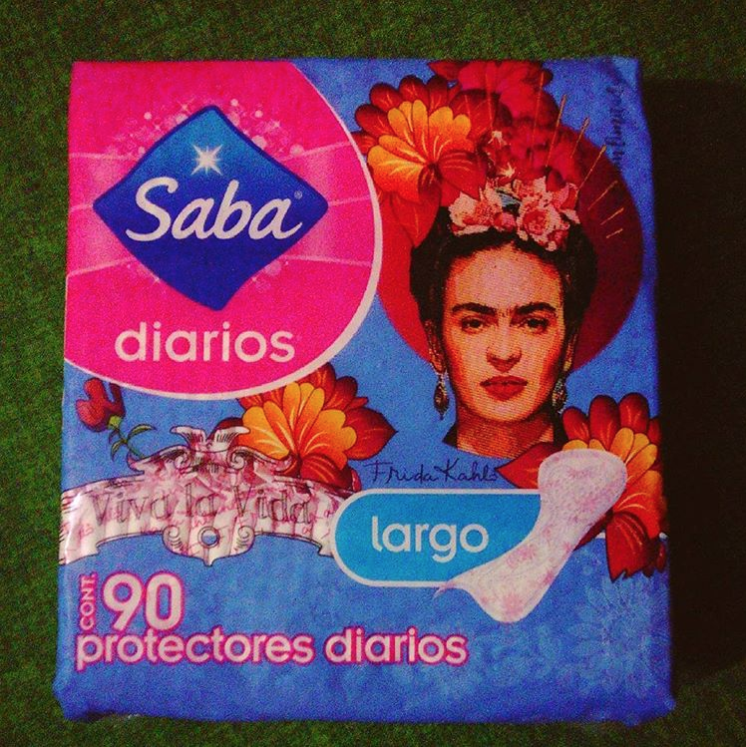 Saba®
diarios
Frida Kahlo
Viva la Vida
largo
CONT. 90
protectores diarios